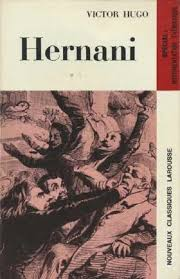 VICTOR HUGO
Hernani
NOUVEAUX CLASSIQUES LAROUSSE